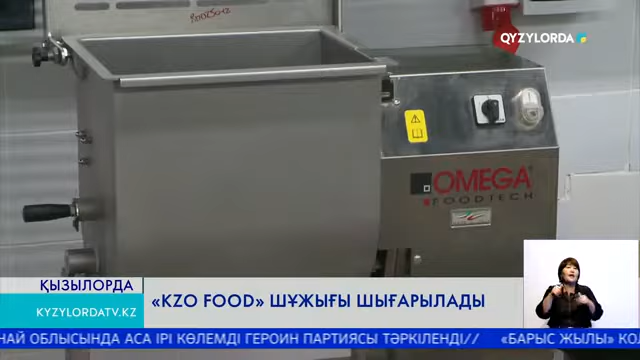 QYZYLORDA
OMEGA
FOODTECH
ҚЫЗЫЛОРДА
KYZYLORDATV.KZ
«KZO FOOD» ШҰЖЫҒЫ ШЫҒАРЫЛАДЫ
НАЙ ОБЛЫСЫНДА АСА ІРІ КӨЛЕМДІ ГЕРОИН ПАРТИЯСЫ ТӘРКІЛЕНДІ// «БАРЫС ЖЫЛЫ» КО